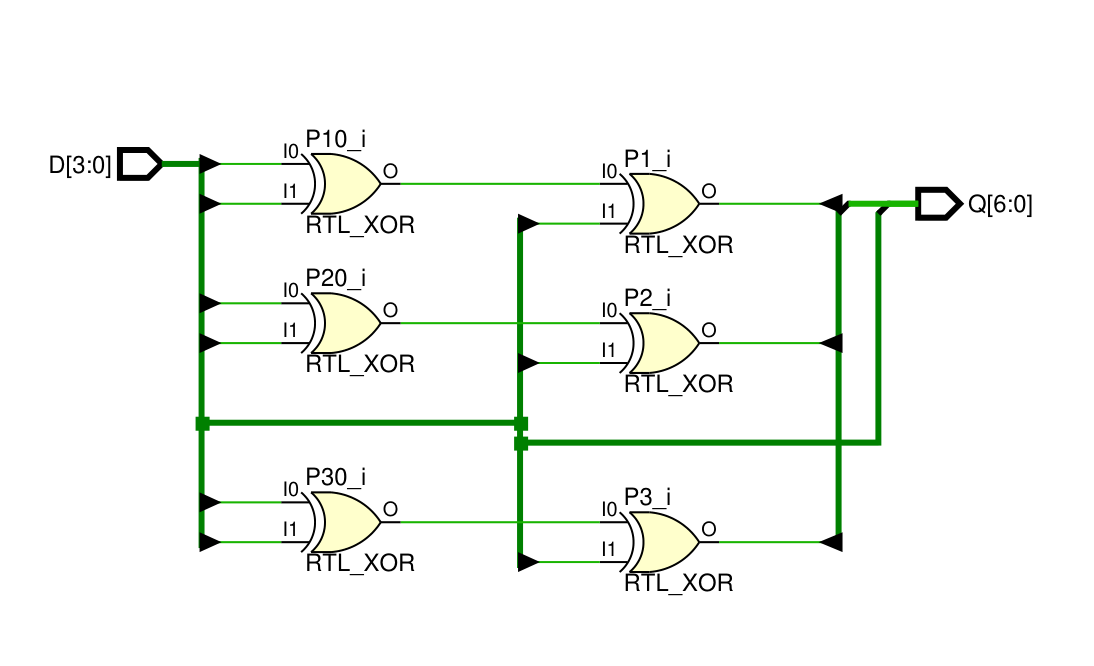 P10_i
D[3:0]
I0
I1
O
RTL_XOR
P1_i
I0
I1
O
RTL_XOR
Q[6:0]
P20_i
I0
I1
O
RTL_XOR
P2_i
I0
I1
O
RTL_XOR
P30_i
I0
I1
O
RTL_XOR
P3_i
I0
I1
O
RTL_XOR